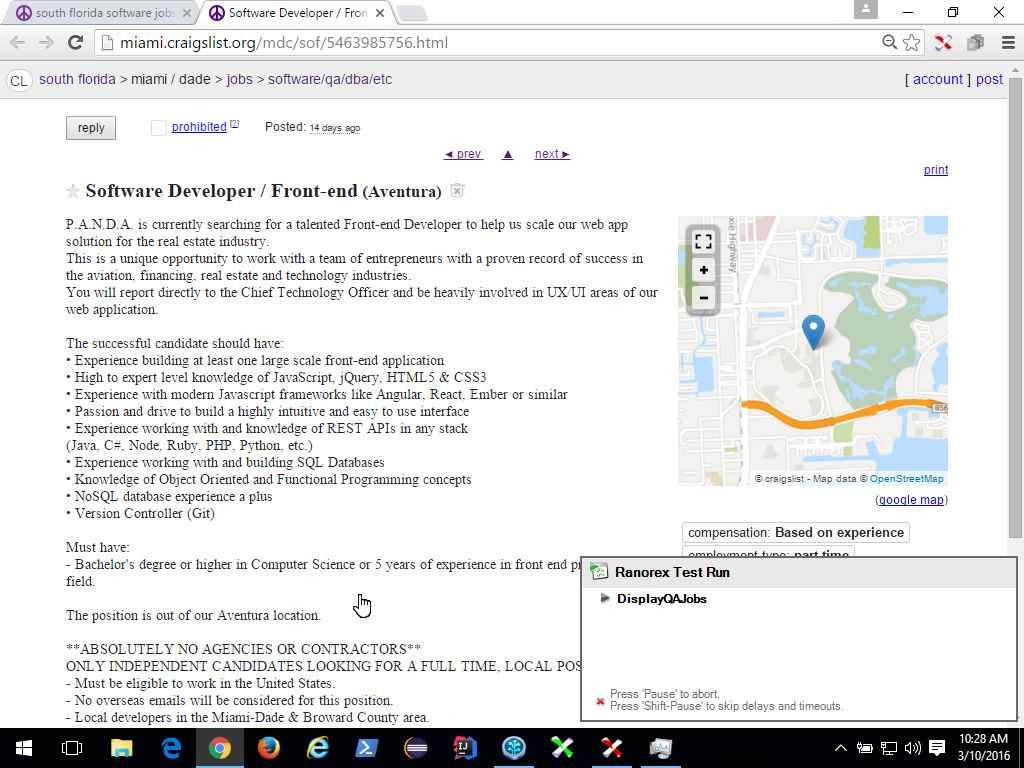 south florida software jobs
Software Developer / Fron
miami.craigslist.org/mdc/sof/5463985756.html
CL south florida > miami / dade > jobs > software/qa/dba/etc [ account ] post
reply prohibited [?] Posted: 14 days ago
◄ prev ▲ next ►
print
☆ Software Developer / Front-end (Aventura)
P.A.N.D.A. is currently searching for a talented Front-end Developer to help us scale our web app
solution for the real estate industry.
This is a unique opportunity to work with a team of entrepreneurs with a proven record of success in
the aviation, financing, real estate and technology industries.
You will report directly to the Chief Technology Officer and be heavily involved in UX/UI areas of our
web application.
The successful candidate should have:
• Experience building at least one large scale front-end application
• High to expert level knowledge of JavaScript, jQuery, HTML5 & CSS3
• Experience with modern Javascript frameworks like Angular, React, Ember or similar
• Passion and drive to build a highly intuitive and easy to use interface
• Experience working with and knowledge of REST APIs in any stack
(Java, C#, Node, Ruby, PHP, Python, etc.)
• Experience working with and building SQL Databases
• Knowledge of Object Oriented and Functional Programming concepts
• NoSQL database experience a plus
• Version Controller (Git)
Must have:
- Bachelor's degree or higher in Computer Science or 5 years of experience in front end pr
field.
The position is out of our Aventura location.
**ABSOLUTELY NO AGENCIES OR CONTRACTORS**
ONLY INDEPENDENT CANDIDATES LOOKING FOR A FULL TIME, LOCAL POS
- Must be eligible to work in the United States.
- No overseas emails will be considered for this position.
- Local developers in the Miami-Dade & Broward County area.
xie Highway
+
−
856
© craigslist - Map data © OpenStreetMap
(google map)
compensation: Based on experience
employment type: part time
Ranorex Test Run
DisplayQAJobs
Press 'Pause' to abort.
Press 'Shift-Pause' to skip delays and timeouts.
10:28 AM
3/10/2016